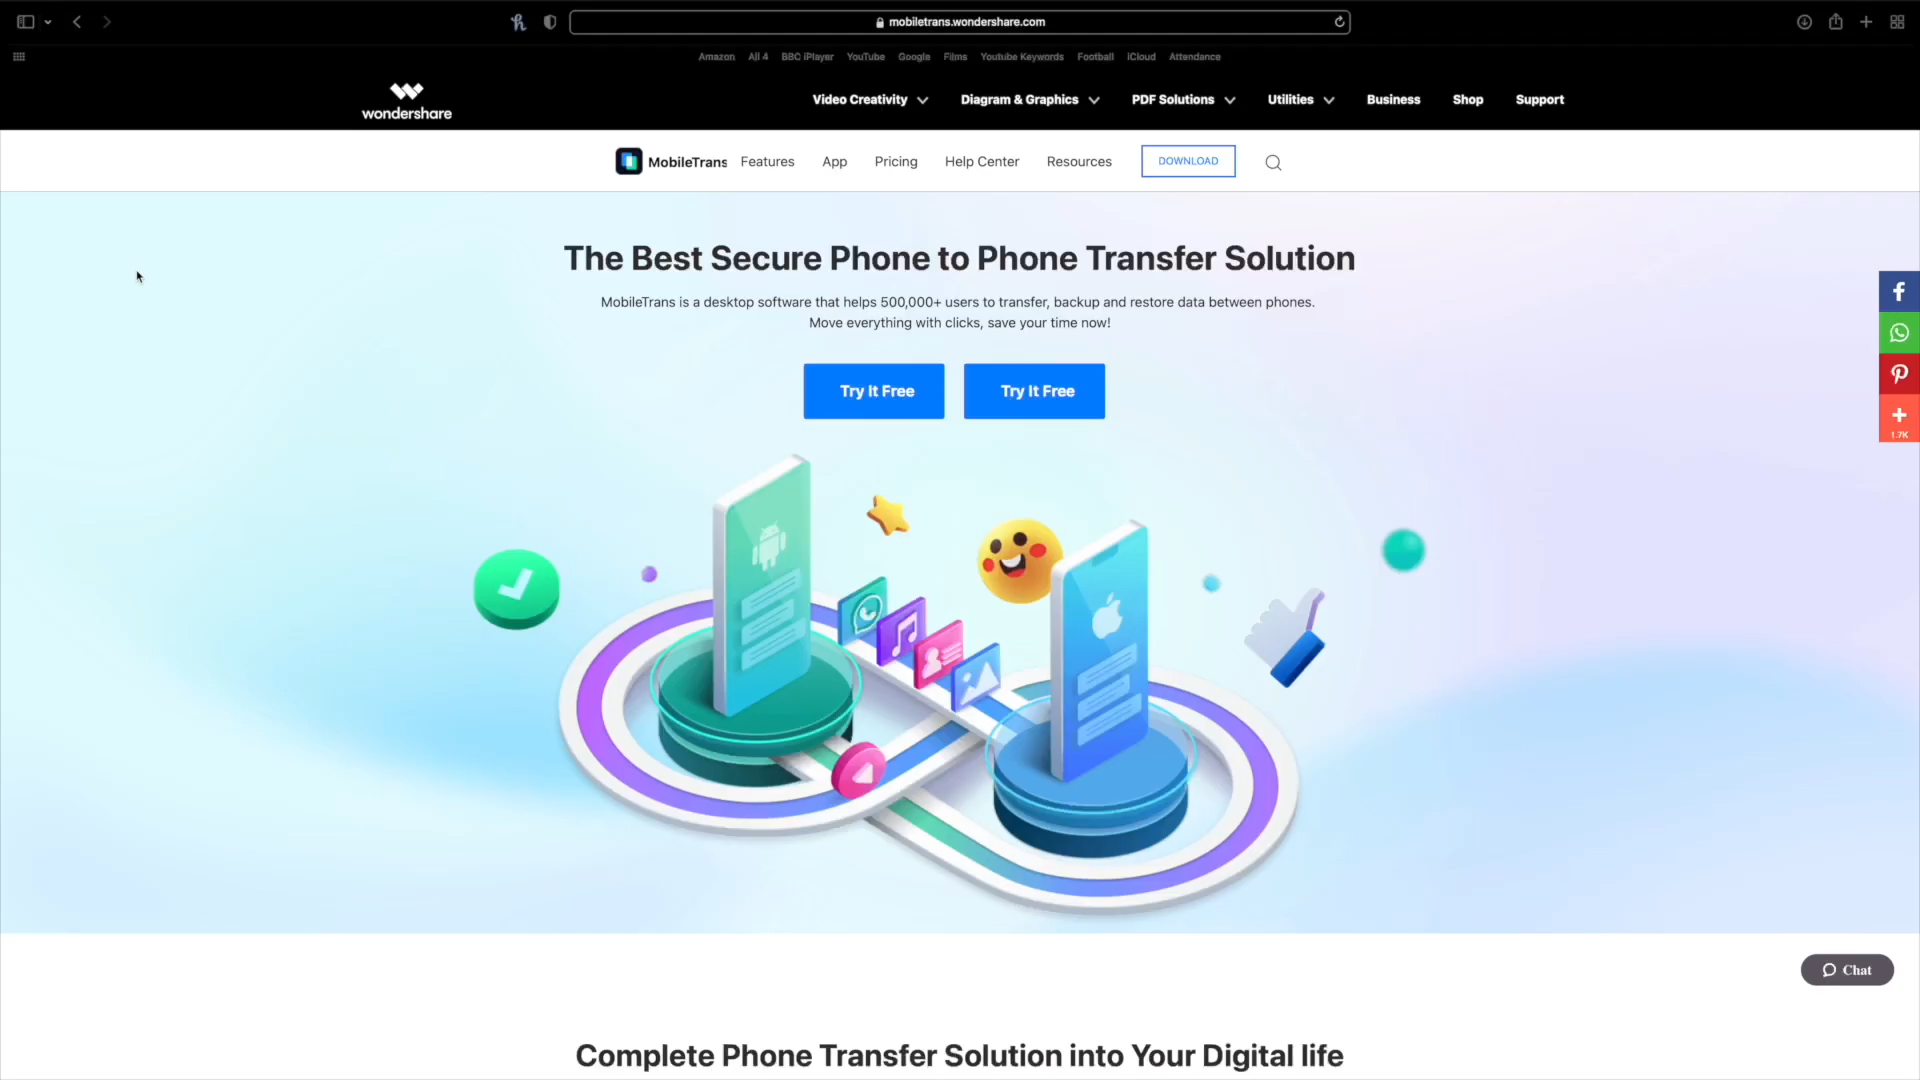 mobiletrans.wondershare.com
Amazon All 4 BBC iPlayer YouTube Google Films Youtube Keywords Football iCloud Attendance
wondershare
Video Creativity Diagram & Graphics PDF Solutions Utilities Business Shop Support
MobileTrans Features App Pricing Help Center Resources DOWNLOAD
The Best Secure Phone to Phone Transfer Solution
MobileTrans is a desktop software that helps 500,000+ users to transfer, backup and restore data between phones.
Move everything with clicks, save your time now!
Try It Free Try It Free
1.7K
Chat
Complete Phone Transfer Solution into Your Digital life